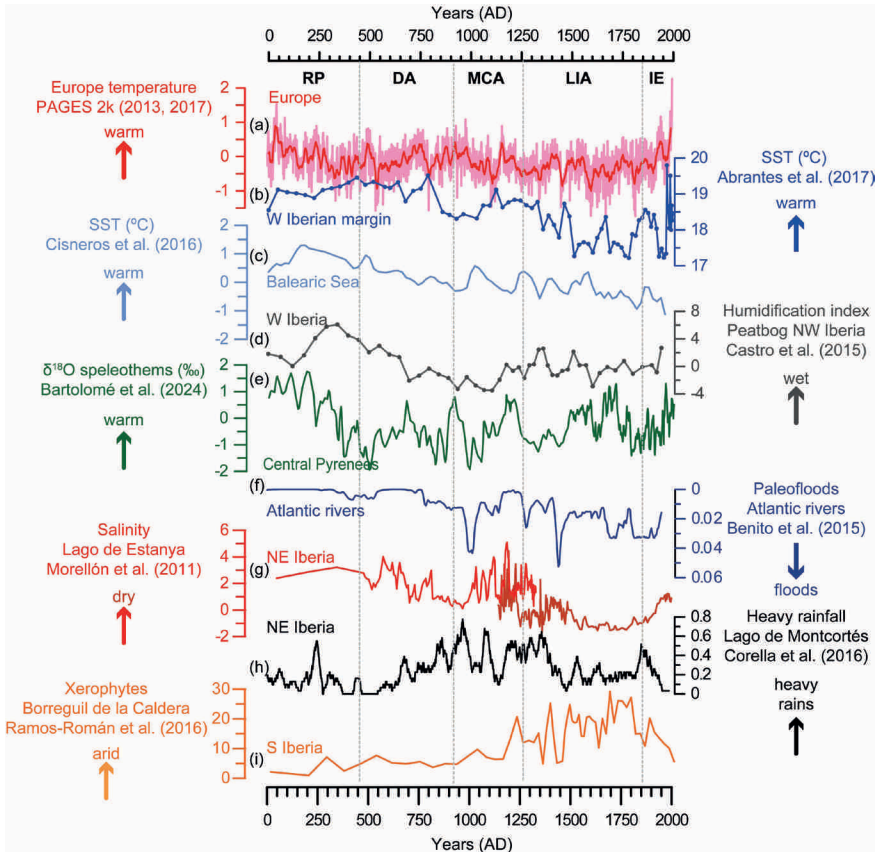 Years (AD)
0 250 500 750 1000 1250 1500 1750 2000
RP DA MCA LIA IE
Europe temperature
PAGES 2k (2013, 2017)
warm
2
1
0
-1
(a)
Europe
SST (ºC)
Abrantes et al. (2017)
warm
20
19
18
17
(b)
W Iberian margin
SST (ºC)
Cisneros et al. (2016)
warm
2
1
0
-1
-2
(c)
Balearic Sea
Humidification index
Peatbog NW Iberia
Castro et al. (2015)
wet
8
4
0
-4
(d)
W Iberia
δ18O speleothems (‰)
Bartolomé et al. (2024)
warm
2
1
0
-1
-2
(e)
Central Pyrenees
Paleofloods
Atlantic rivers
Benito et al. (2015)
floods
0
0.02
0.04
0.06
(f)
Atlantic rivers
Salinity
Lago de Estanya
Morellón et al. (2011)
dry
6
4
2
0
-2
(g)
NE Iberia
Heavy rainfall
Lago de Montcortés
Corella et al. (2016)
heavy
rains
0.8
0.6
0.4
0.2
0
(h)
NE Iberia
Xerophytes
Borreguil de la Caldera
Ramos-Román et al. (2016)
arid
30
20
10
0
(i)
S Iberia
0 250 500 750 1000 1250 1500 1750 2000
Years (AD)